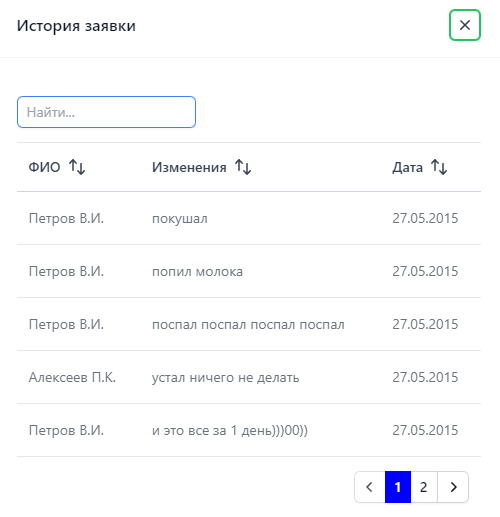 История заявки
Найти...
ФИО Изменения Дата
Петров В.И. покушал 27.05.2015
Петров В.И. попил молока 27.05.2015
Петров В.И. поспал поспал поспал поспал 27.05.2015
Алексеев П.К. устал ничего не делать 27.05.2015
Петров В.И. и это все за 1 день)))00)) 27.05.2015
1 2